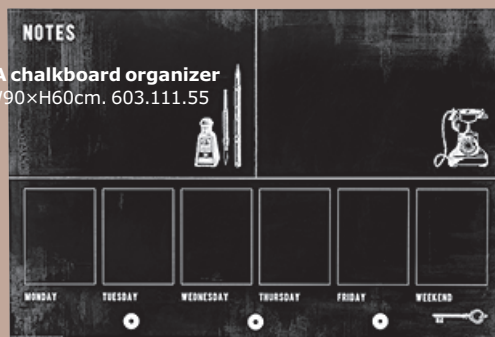 NOTES
A chalkboard organizer
W90×H60cm. 603.111.55
MONDAY TUESDAY WEDNESDAY THURSDAY FRIDAY WEEKEND